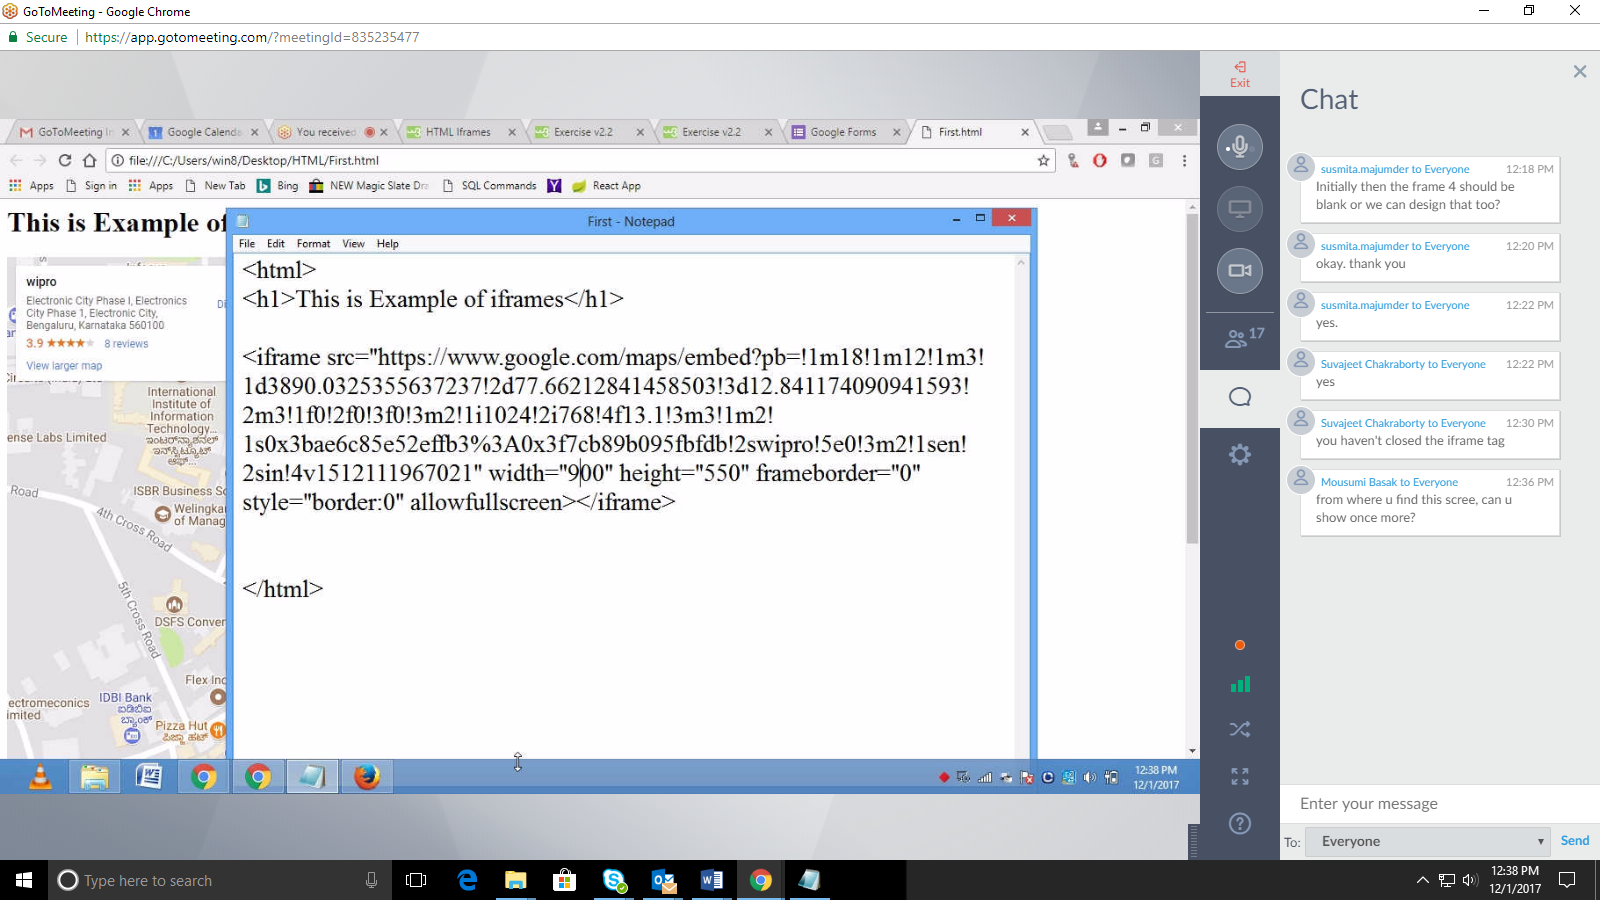 GoToMeeting - Google Chrome
Secure https://app.gotomeeting.com/?meetingId=835235477
GoToMeeting In
Google Calenda
You received
HTML Iframes
Exercise v2.2
Exercise v2.2
Google Forms
First.html
file:///C:/Users/win8/Desktop/HTML/First.html
Apps Sign in Apps New Tab Bing NEW Magic Slate Dra SQL Commands React App
This is Example of
wipro
Electronic City Phase I, Electronics
City Phase 1, Electronic City,
Bengaluru, Karnataka 560100
3.9 ★★★★★ 8 reviews
View larger map
Di
International
Institute of
Information
Technology...
ense Labs Limited
ISBR Business Sc
Welingkar
of Manag
Road
4th Cross Road
5th Cross Road
DSFS Conver
Flex Inc
IDBI Bank
ectromeconics
imited
Pizza Hut
First - Notepad
File Edit Format View Help
<html>
<h1>This is Example of iframes</h1>
<iframe src="https://www.google.com/maps/embed?pb=!1m18!1m12!1m3!
1d3890.0325355637237!2d77.66212841458503!3d12.841174090941593!
2m3!1f0!2f0!3f0!3m2!1i1024!2i768!4f13.1!3m3!1m2!
1s0x3bae6c85e52effb3%3A0x3f7cb89b095fbfdb!2swipro!5e0!3m2!1sen!
2sin!4v1512111967021" width="900" height="550" frameborder="0"
style="border:0" allowfullscreen></iframe>
</html>
12:38 PM
12/1/2017
Exit
17
Chat
susmita.majumder to Everyone 12:18 PM
Initially then the frame 4 should be
blank or we can design that too?
susmita.majumder to Everyone 12:20 PM
okay. thank you
susmita.majumder to Everyone 12:22 PM
yes.
Suvajeet Chakraborty to Everyone 12:22 PM
yes
Suvajeet Chakraborty to Everyone 12:30 PM
you haven't closed the iframe tag
Mousumi Basak to Everyone 12:36 PM
from where u find this scree, can u
show once more?
Enter your message
To: Everyone Send
Type here to search
12:38 PM
12/1/2017